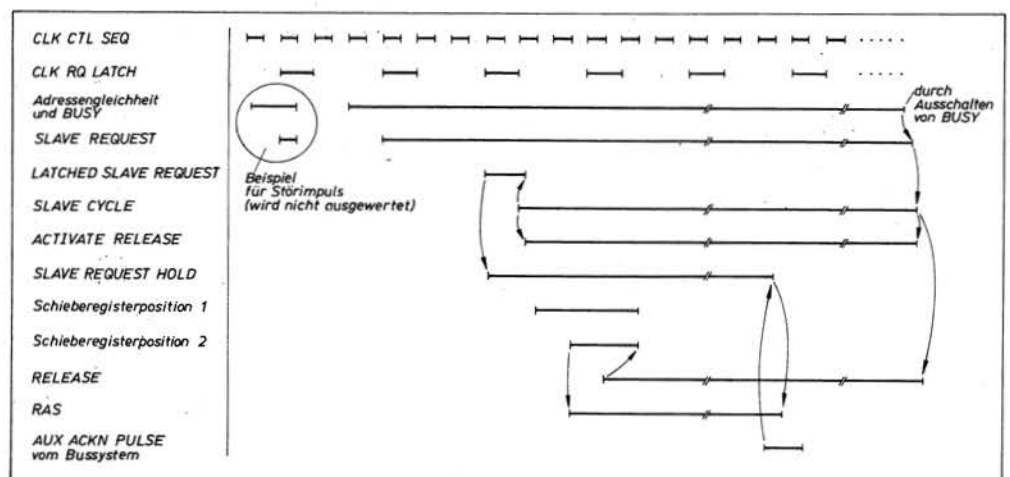 CLK CTL SEQ
CLK RQ LATCH
Adressengleichheit
und BUSY
durch
Ausschalten
von BUSY
SLAVE REQUEST
LATCHED SLAVE REQUEST
Beispiel
für Störimpuls
(wird nicht ausgewertet)
SLAVE CYCLE
ACTIVATE RELEASE
SLAVE REQUEST HOLD
Schieberegisterposition 1
Schieberegisterposition 2
RELEASE
RAS
AUX ACKN PULSE
vom Bussystem